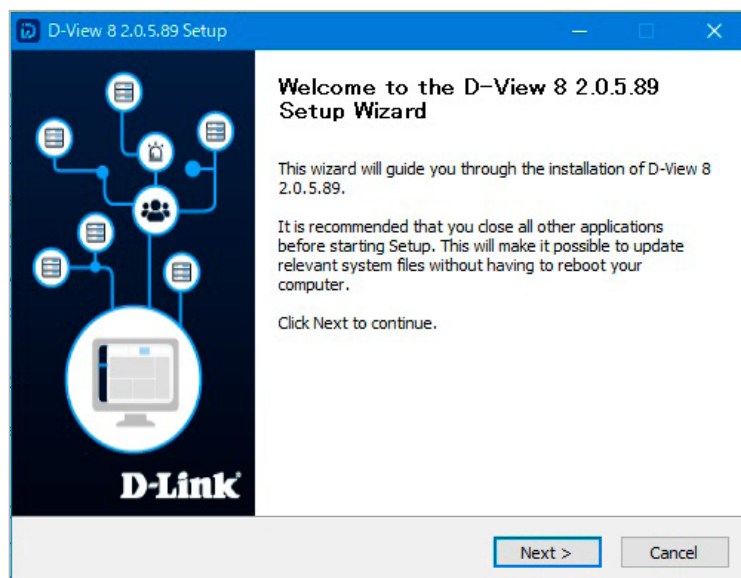 D-View 8 2.0.5.89 Setup
Welcome to the D-View 8 2.0.5.89
Setup Wizard
This wizard will guide you through the installation of D-View 8
2.0.5.89.
It is recommended that you close all other applications
before starting Setup. This will make it possible to update
relevant system files without having to reboot your
computer.
Click Next to continue.
D-Link
Next >
Cancel